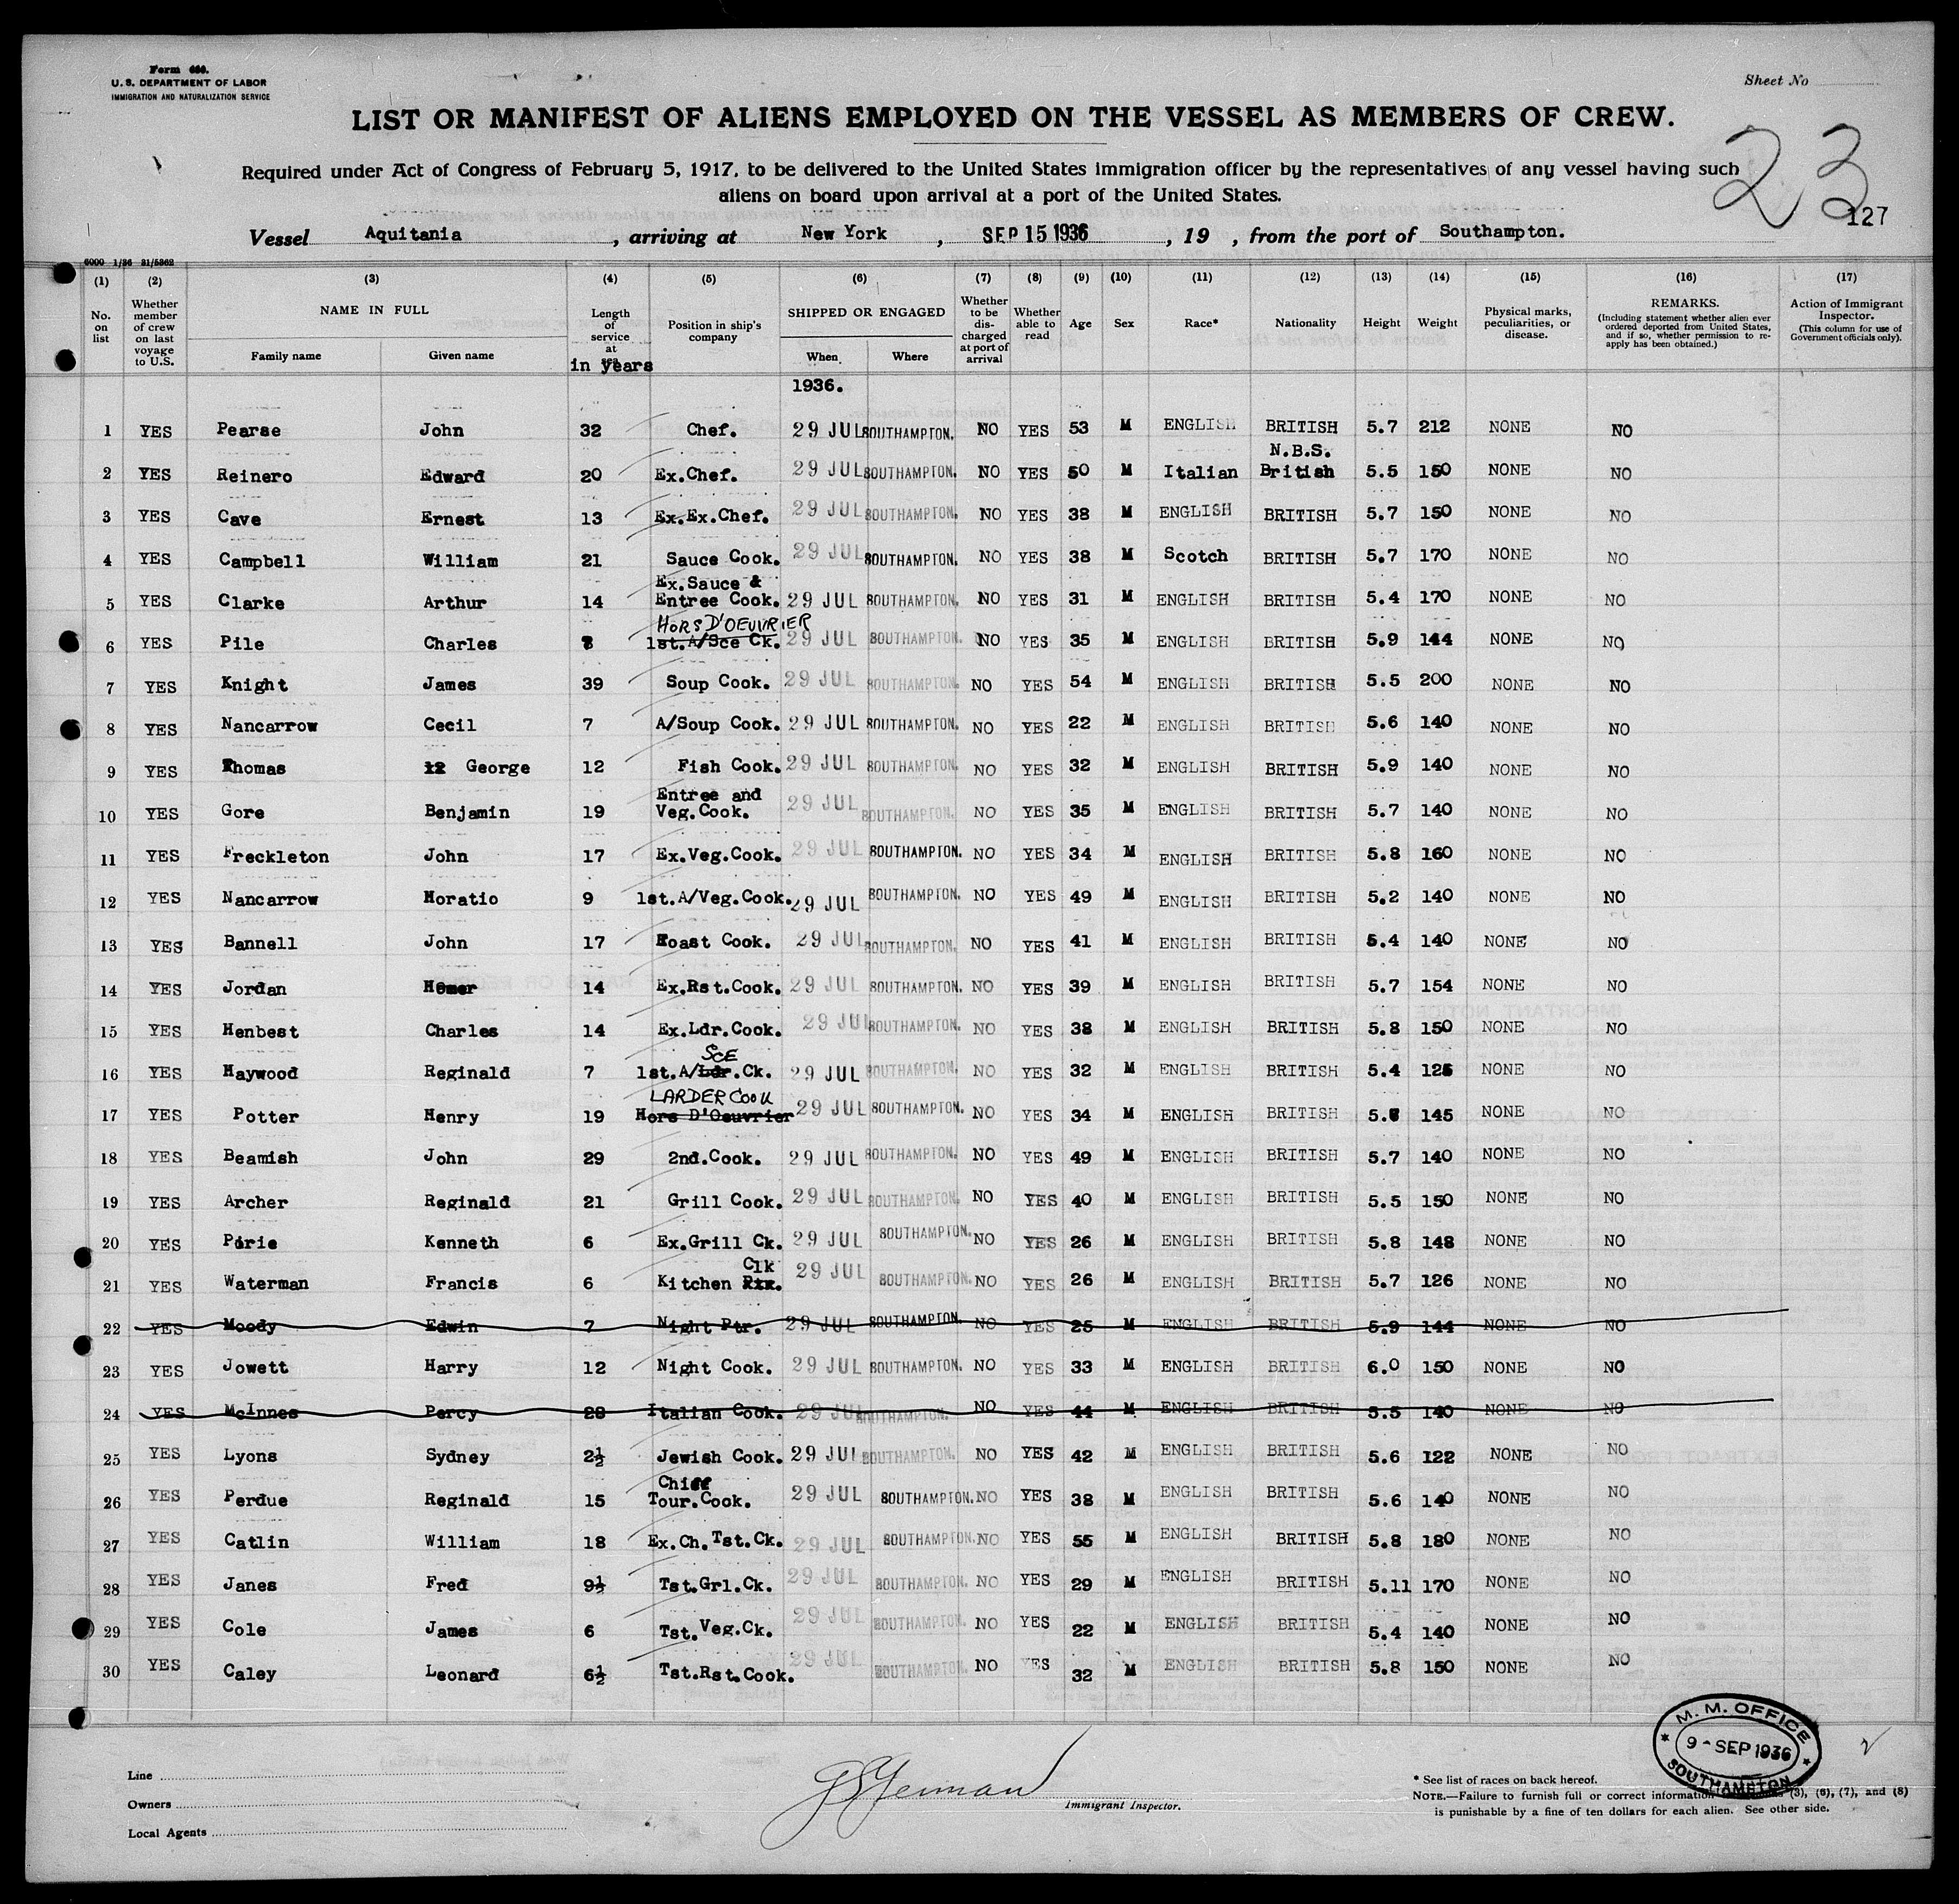 Form 689.
U. S. DEPARTMENT OF LABOR
IMMIGRATION AND NATURALIZATION SERVICE
Sheet No
LIST OR MANIFEST OF ALIENS EMPLOYED ON THE VESSEL AS MEMBERS OF CREW.
23
Required under Act of Congress of February 5, 1917, to be delivered to the United States immigration officer by the representatives of any vessel having such
aliens on board upon arrival at a port of the United States.
127
Vessel Aquitania , arriving at New York , SEP 15 1936 , 19 , from the port of Southampton.
6000 1/36 31/5362
(1) (2) (3) (4) (5) (6) (7) (8) (9) (10) (11) (12) (13) (14) (15) (16) (17)
No. on list
Whether member of crew on last voyage to U.S.
NAME IN FULL
Family name
Given name
Length of service at sea
in years
Position in ship's company
SHIPPED OR ENGAGED
When
Where
Whether to be discharged at port of arrival
Whether able to read
Age
Sex
Race*
Nationality
Height
Weight
Physical marks, peculiarities, or disease.
REMARKS.
(Including statement whether alien ever ordered deported from United States, and if so, whether permission to reapply has been obtained.)
Action of Immigrant Inspector.
(This column for use of Government officials only).
1936.
1 YES Pearse John 32 Chef. 29 JUL SOUTHAMPTON. NO YES 53 M ENGLISH BRITISH 5.7 212 NONE NO
N.B.S.
2 YES Reinero Edward 20 Ex.Chef. 29 JUL SOUTHAMPTON. NO YES 50 M Italian British 5.5 150 NONE NO
3 YES Cave Ernest 13 Ex.Ex.Chef. 29 JUL SOUTHAMPTON. NO YES 38 M ENGLISH BRITISH 5.7 150 NONE NO
4 YES Campbell William 21 Sauce Cook. 29 JUL SOUTHAMPTON. NO YES 38 M Scotch BRITISH 5.7 170 NONE NO
Ex.Sauce &
5 YES Clarke Arthur 14 Entree Cook. 29 JUL SOUTHAMPTON. NO YES 31 M ENGLISH BRITISH 5.4 170 NONE NO
HORS D'OEUVRIER
6 YES Pile Charles 1st.A/Sce Ck. 29 JUL SOUTHAMPTON. NO YES 35 M ENGLISH BRITISH 5.9 144 NONE NO
7 YES Knight James 39 Soup Cook. 29 JUL SOUTHAMPTON. NO YES 54 M ENGLISH BRITISH 5.5 200 NONE NO
8 YES Nancarrow Cecil 7 A/Soup Cook. 29 JUL SOUTHAMPTON. NO YES 22 M ENGLISH BRITISH 5.6 140 NONE NO
9 YES Thomas 12 George 12 Fish Cook. 29 JUL SOUTHAMPTON. NO YES 32 M ENGLISH BRITISH 5.9 140 NONE NO
Entree and
10 YES Gore Benjamin 19 Veg.Cook. 29 JUL SOUTHAMPTON. NO YES 35 M ENGLISH BRITISH 5.7 140 NONE NO
11 YES Freckleton John 17 Ex.Veg.Cook. 29 JUL SOUTHAMPTON. NO YES 34 M ENGLISH BRITISH 5.8 160 NONE NO
12 YES Nancarrow Horatio 9 1st.A/Veg.Cook. 29 JUL SOUTHAMPTON. NO YES 49 M ENGLISH BRITISH 5.2 140 NONE NO
13 YES Bannell John 17 Roast Cook. 29 JUL SOUTHAMPTON. NO YES 41 M ENGLISH BRITISH 5.4 140 NONE NO
14 YES Jordan Homer 14 Ex.Rst.Cook. 29 JUL SOUTHAMPTON. NO YES 39 M ENGLISH BRITISH 5.7 154 NONE NO
15 YES Henbest Charles 14 Ex.Ldr.Cook. 29 JUL SOUTHAMPTON. NO YES 38 M ENGLISH BRITISH 5.8 150 NONE NO
SCE
16 YES Haywood Reginald 7 1st.A/Ldr.Ck. 29 JUL SOUTHAMPTON. NO YES 32 M ENGLISH BRITISH 5.4 125 NONE NO
LARDER COOK
17 YES Potter Henry 19 Hors D'Oeuvrier 29 JUL SOUTHAMPTON. NO YES 34 M ENGLISH BRITISH 145 NONE NO
18 YES Beamish John 29 2nd.Cook. 29 JUL SOUTHAMPTON. NO YES 49 M ENGLISH BRITISH 5.7 140 NONE NO
19 YES Archer Reginald 21 Grill Cook. 29 JUL SOUTHAMPTON. NO YES 40 M ENGLISH BRITISH 5.5 150 NONE NO
20 YES Pirie Kenneth 6 Ex.Grill Ck. 29 JUL SOUTHAMPTON. NO YES 26 M ENGLISH BRITISH 5.8 148 NONE NO
Clk
21 YES Waterman Francis 6 Kitchen Ptr. 29 JUL SOUTHAMPTON. NO YES 26 M ENGLISH BRITISH 5.7 126 NONE NO
22 YES Moody Edwin 7 Night Ptr. 29 JUL SOUTHAMPTON. NO YES 25 M ENGLISH BRITISH 5.9 144 NONE NO
23 YES Jowett Harry 12 Night Cook. 29 JUL SOUTHAMPTON. NO YES 33 M ENGLISH BRITISH 6.0 150 NONE NO
24 YES McInnes Percy 28 Italian Cook. 29 JUL SOUTHAMPTON. NO YES 44 M ENGLISH BRITISH 5.5 140 NONE NO
25 YES Lyons Sydney 2½ Jewish Cook. 29 JUL SOUTHAMPTON. NO YES 42 M ENGLISH BRITISH 5.6 122 NONE NO
Chief
26 YES Perdue Reginald 15 Tour.Cook. 29 JUL SOUTHAMPTON. NO YES 38 M ENGLISH BRITISH 5.6 140 NONE NO
27 YES Catlin William 18 Ex.Ch.Tst.Ck. 29 JUL SOUTHAMPTON. NO YES 55 M ENGLISH BRITISH 5.8 180 NONE NO
28 YES Janes Fred 9½ Tst.Grl.Ck. 29 JUL SOUTHAMPTON. NO YES 29 M ENGLISH BRITISH 5.11 170 NONE NO
29 YES Cole James 6 Tst.Veg.Ck. 29 JUL SOUTHAMPTON. NO YES 22 M ENGLISH BRITISH 5.4 140 NONE NO
30 YES Caley Leonard 6½ Tst.Rst.Cook. 29 JUL SOUTHAMPTON. NO YES 32 M ENGLISH BRITISH 5.8 150 NONE NO
M. M. OFFICE
9 - SEP 1936
SOUTHAMPTON
Line
Owners
Local Agents
Immigrant Inspector.
* See list of races on back hereof.
NOTE.—Failure to furnish full or correct information (3), (6), (7), and (8)
is punishable by a fine of ten dollars for each alien. See other side.